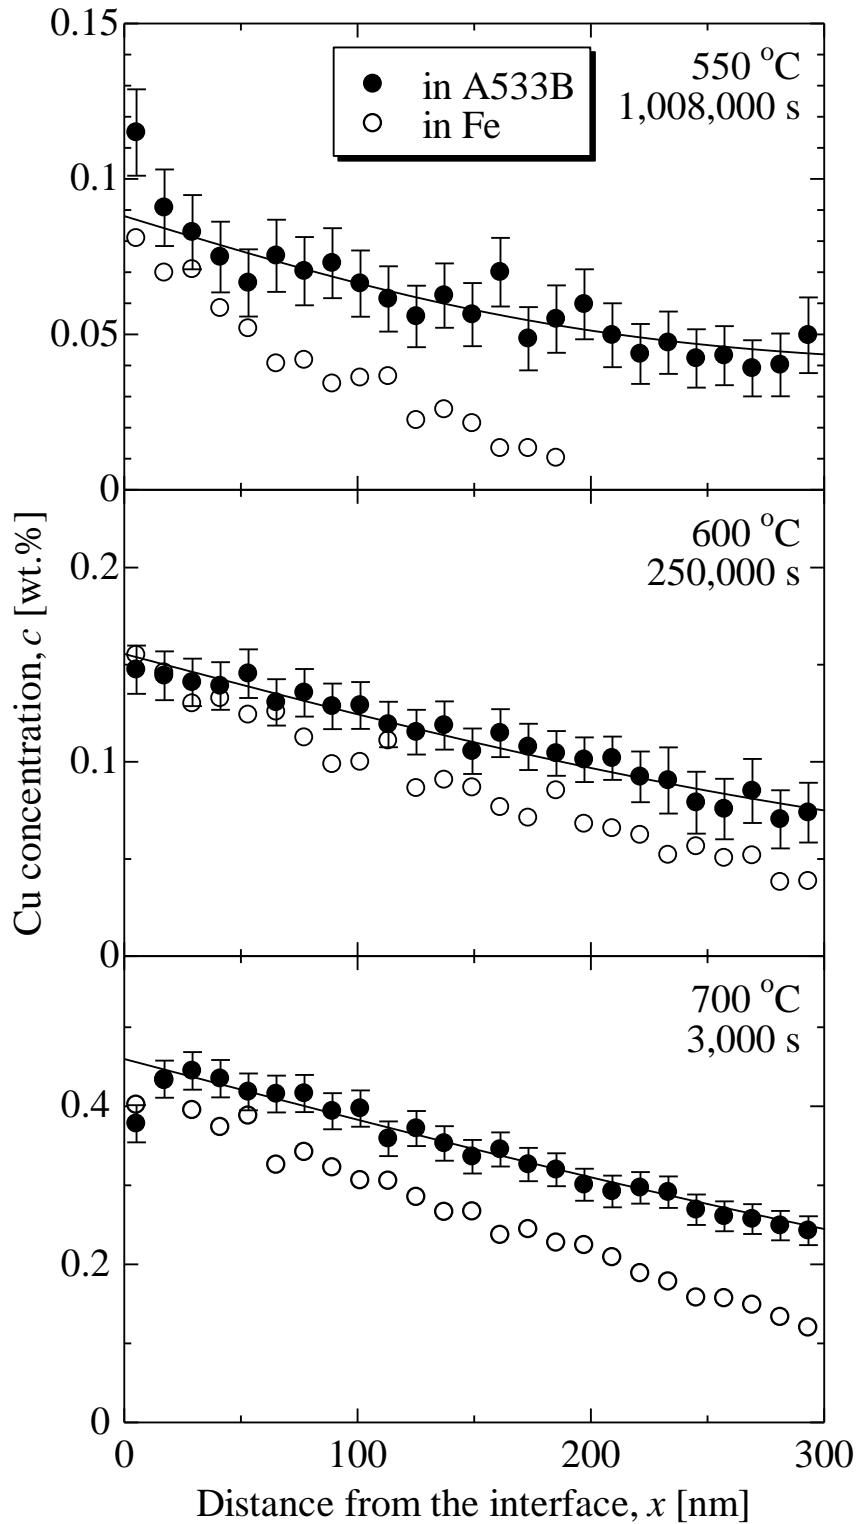 0.15
in A533B
in Fe
550 °C
1,008,000 s
0.1
0.05
0
600 °C
250,000 s
0.2
0.1
0
700 °C
3,000 s
0.4
0.2
0
Cu concentration, c [wt.%]
0 100 200 300
Distance from the interface, x [nm]